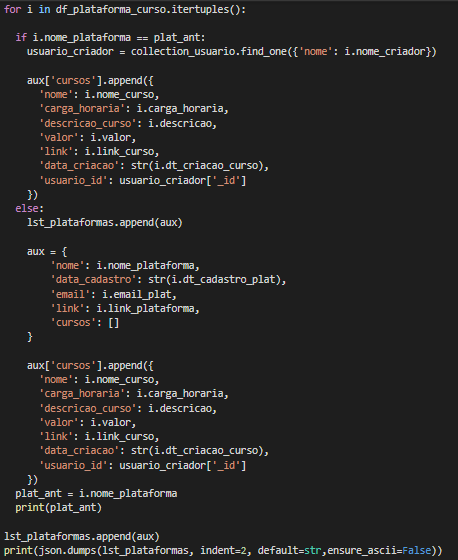 for i in df_plataforma_curso.itertuples():
if i.nome_plataforma == plat_ant:
usuario_criador = collection_usuario.find_one({'nome': i.nome_criador})
aux['cursos'].append({
'nome': i.nome_curso,
'carga_horaria': i.carga_horaria,
'descricao_curso': i.descricao,
'valor': i.valor,
'link': i.link_curso,
'data_criacao': str(i.dt_criacao_curso),
'usuario_id': usuario_criador['_id']
})
else:
lst_plataformas.append(aux)
aux = {
'nome': i.nome_plataforma,
'data_cadastro': str(i.dt_cadastro_plat),
'email': i.email_plat,
'link': i.link_plataforma,
'cursos': []
}
aux['cursos'].append({
'nome': i.nome_curso,
'carga_horaria': i.carga_horaria,
'descricao_curso': i.descricao,
'valor': i.valor,
'link': i.link_curso,
'data_criacao': str(i.dt_criacao_curso),
'usuario_id': usuario_criador['_id']
})
plat_ant = i.nome_plataforma
print(plat_ant)
lst_plataformas.append(aux)
print(json.dumps(lst_plataformas, indent=2, default=str,ensure_ascii=False))